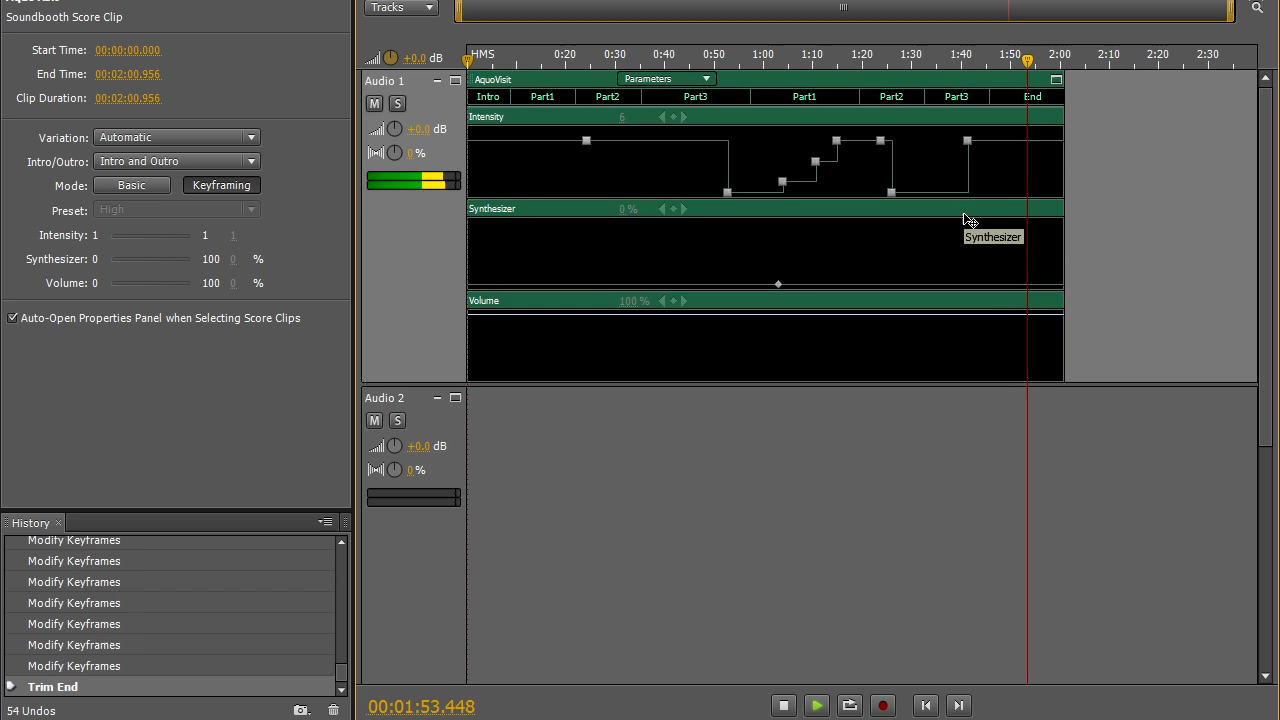 Soundbooth Score Clip
Start Time: 00:00:00.000
End Time: 00:02:00.956
Clip Duration: 00:02:00.956
Variation: Automatic
Intro/Outro: Intro and Outro
Mode: Basic Keyframing
Preset: High
Intensity: 1 1 1
Synthesizer: 0 100 0 %
Volume: 0 100 0 %
Auto-Open Properties Panel when Selecting Score Clips
History ×
Modify Keyframes
Modify Keyframes
Modify Keyframes
Modify Keyframes
Modify Keyframes
Modify Keyframes
Modify Keyframes
Trim End
54 Undos
Tracks
+0.0 dB
HMS 0:20 0:30 0:40 0:50 1:00 1:10 1:20 1:30 1:40 1:50 2:00 2:10 2:20 2:30
Audio 1
M S
+0.0 dB
0 %
AquoVisit Parameters
Intro Part1 Part2 Part3 Part1 Part2 Part3 End
Intensity 6
Synthesizer 0 %
Synthesizer
Volume 100 %
Audio 2
M S
+0.0 dB
0 %
00:01:53.448